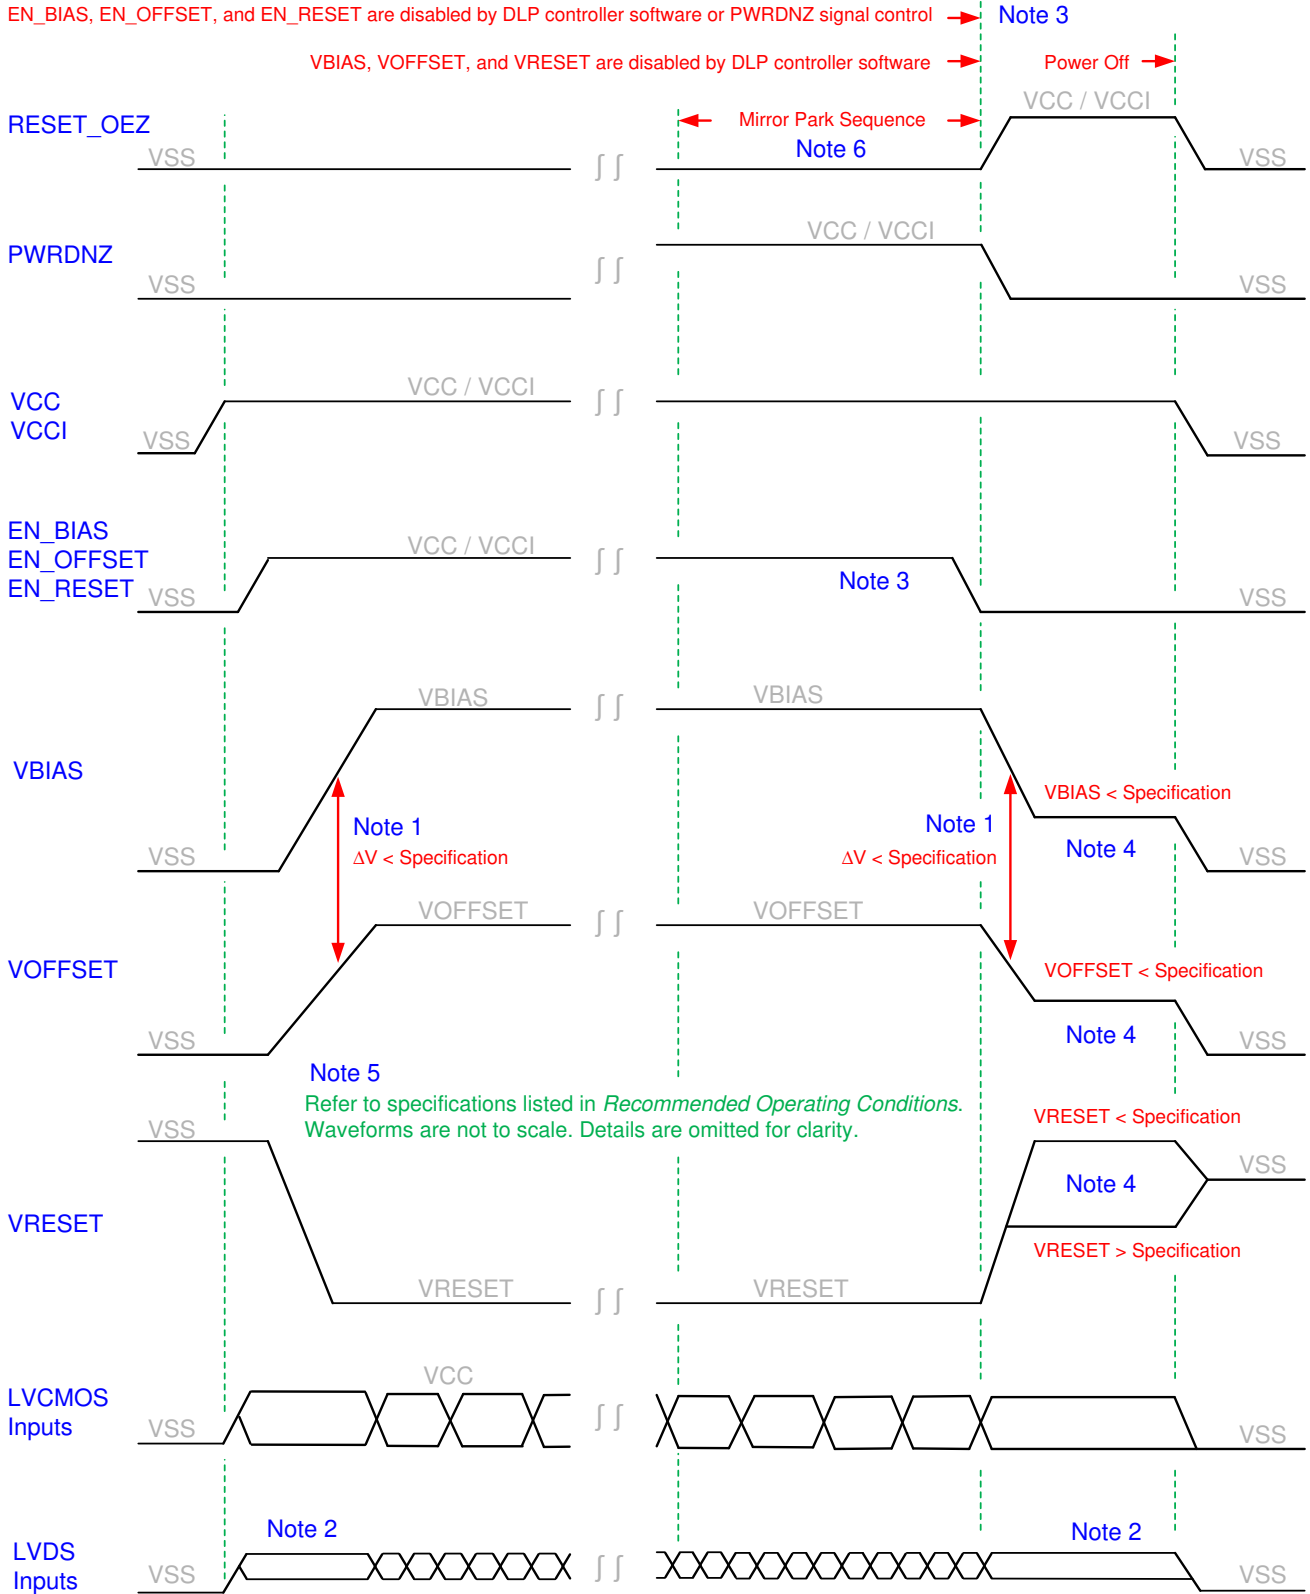 EN_BIAS, EN_OFFSET, and EN_RESET are disabled by DLP controller software or PWRDNZ signal control
Note 3
VBIAS, VOFFSET, and VRESET are disabled by DLP controller software
Power Off
VCC / VCCI
RESET_OEZ
Mirror Park Sequence
VSS
Note 6
VSS
∫ ∫
PWRDNZ
VCC / VCCI
VSS
∫ ∫
VSS
VCC
VCCI
VCC / VCCI
∫ ∫
VSS
VSS
EN_BIAS
EN_OFFSET
EN_RESET
VCC / VCCI
∫ ∫
Note 3
VSS
VSS
VBIAS
∫ ∫
VBIAS
VBIAS
VBIAS < Specification
Note 1
ΔV < Specification
Note 1
ΔV < Specification
Note 4
VSS
VSS
VOFFSET
∫ ∫
VOFFSET
VOFFSET
VOFFSET < Specification
Note 4
VSS
VSS
Note 5
Refer to specifications listed in Recommended Operating Conditions.
Waveforms are not to scale. Details are omitted for clarity.
VRESET < Specification
VSS
VSS
Note 4
VRESET
VRESET > Specification
VRESET
∫ ∫
VRESET
LVCMOS
Inputs
VCC
VSS
∫ ∫
VSS
Note 2
Note 2
LVDS
Inputs
VSS
∫ ∫
VSS